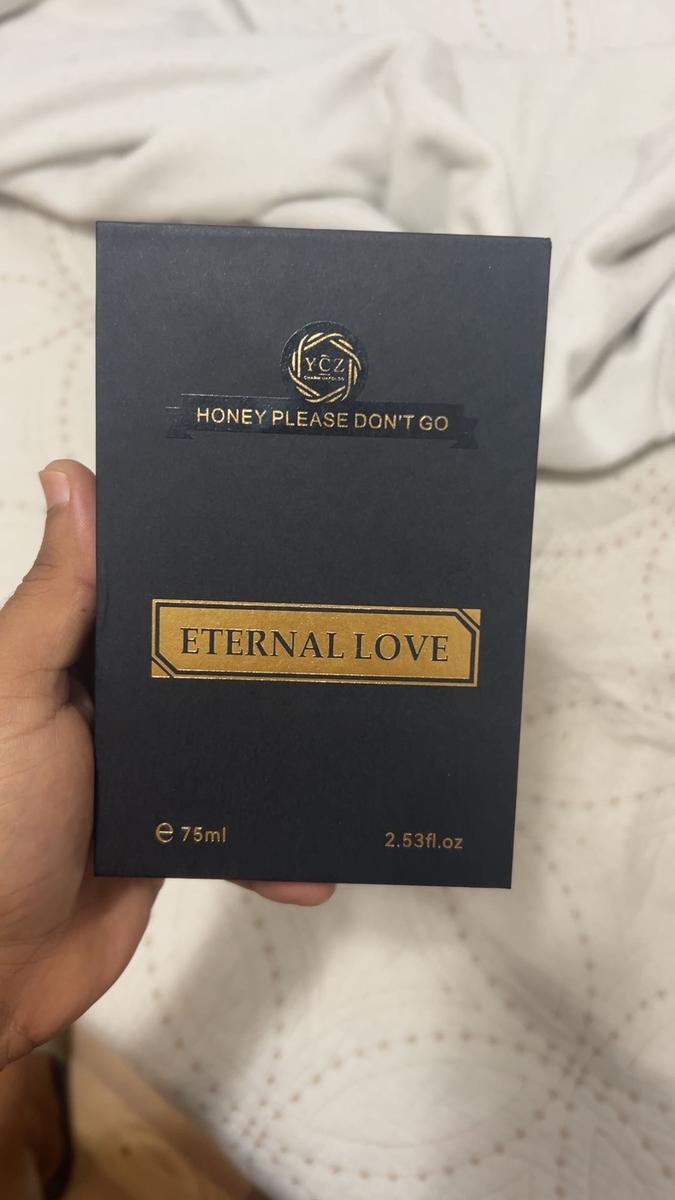 YCZ
HONEY PLEASE DON'T GO
ETERNAL LOVE
℮ 75ml
2.53fl.oz